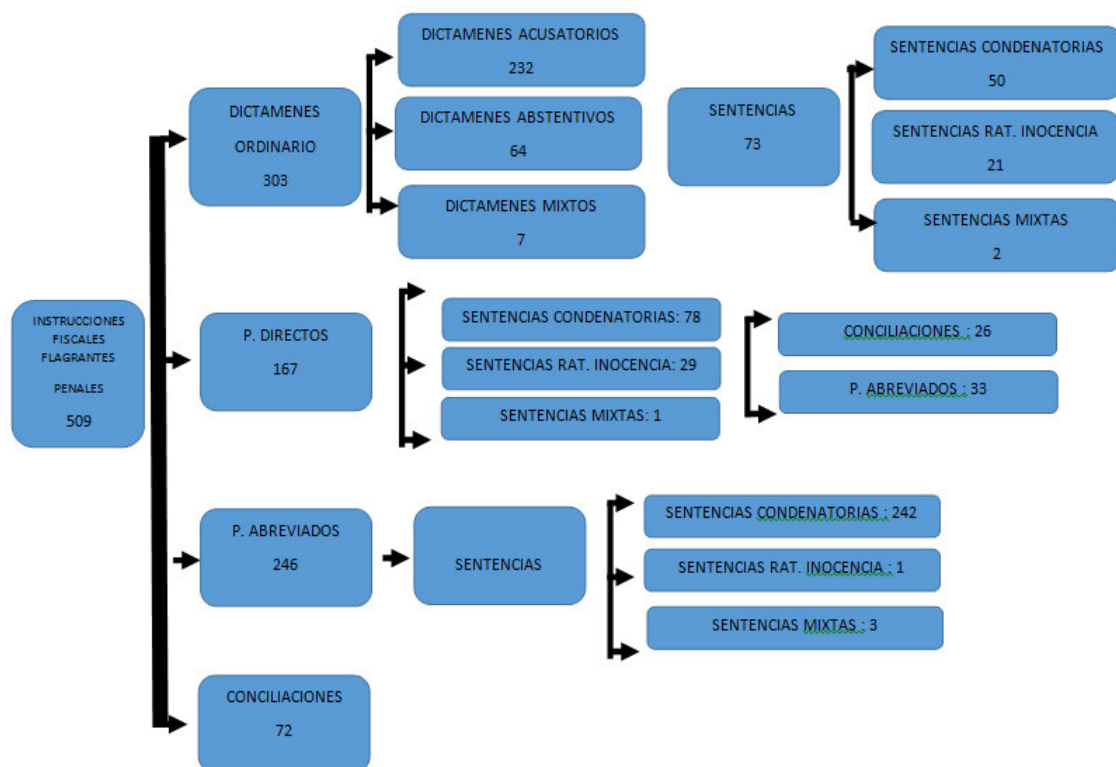 INSTRUCCIONES
FISCALES
FLAGRANTES
PENALES
509
DICTAMENES
ORDINARIO
303
DICTAMENES ACUSATORIOS
232
DICTAMENES ABSTENTIVOS
64
DICTAMENES MIXTOS
7
SENTENCIAS
73
SENTENCIAS CONDENATORIAS
50
SENTENCIAS RAT. INOCENCIA
21
SENTENCIAS MIXTAS
2
P. DIRECTOS
167
SENTENCIAS CONDENATORIAS: 78
SENTENCIAS RAT. INOCENCIA: 29
SENTENCIAS MIXTAS: 1
CONCILIACIONES : 26
P. ABREVIADOS : 33
P. ABREVIADOS
246
SENTENCIAS
SENTENCIAS CONDENATORIAS : 242
SENTENCIAS RAT. INOCENCIA : 1
SENTENCIAS MIXTAS : 3
CONCILIACIONES
72